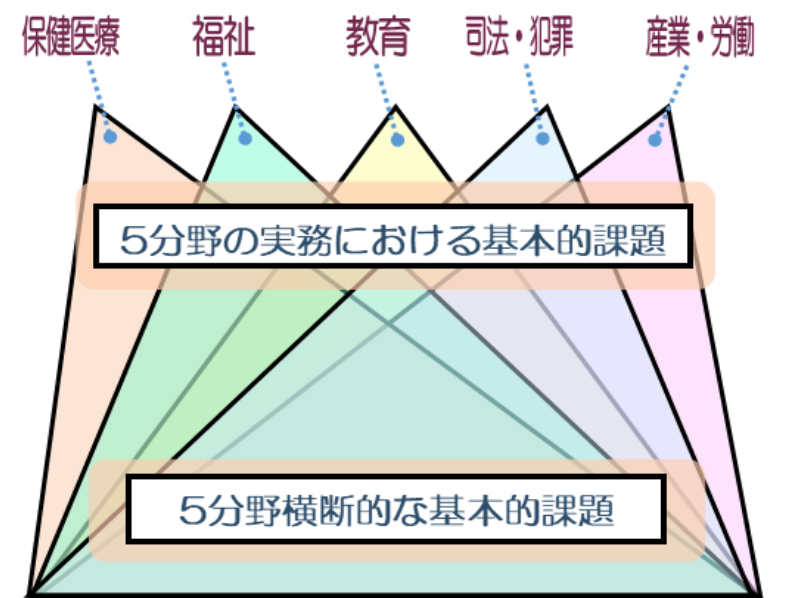 保健医療 福祉 教育 司法・犯罪 産業・労働
5分野の実務における基本的課題
5分野横断的な基本的課題